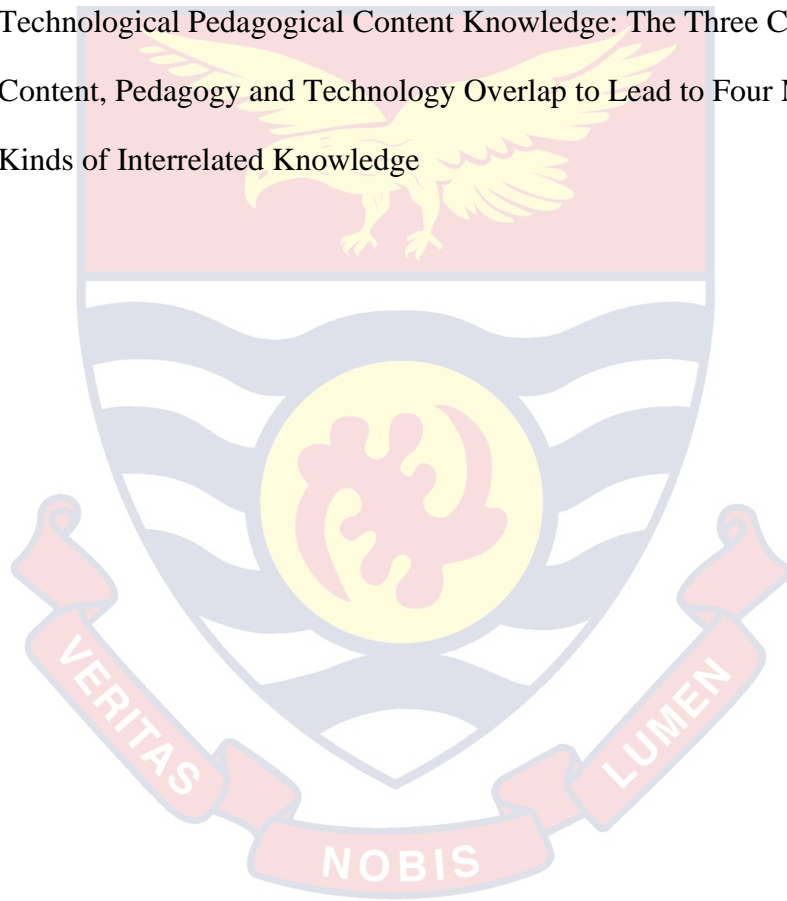 Technological Pedagogical Content Knowledge: The Three
Content, Pedagogy and Technology Overlap to Lead to Four
Kinds of Interrelated Knowledge
VERITAS
NOBIS
LUMEN